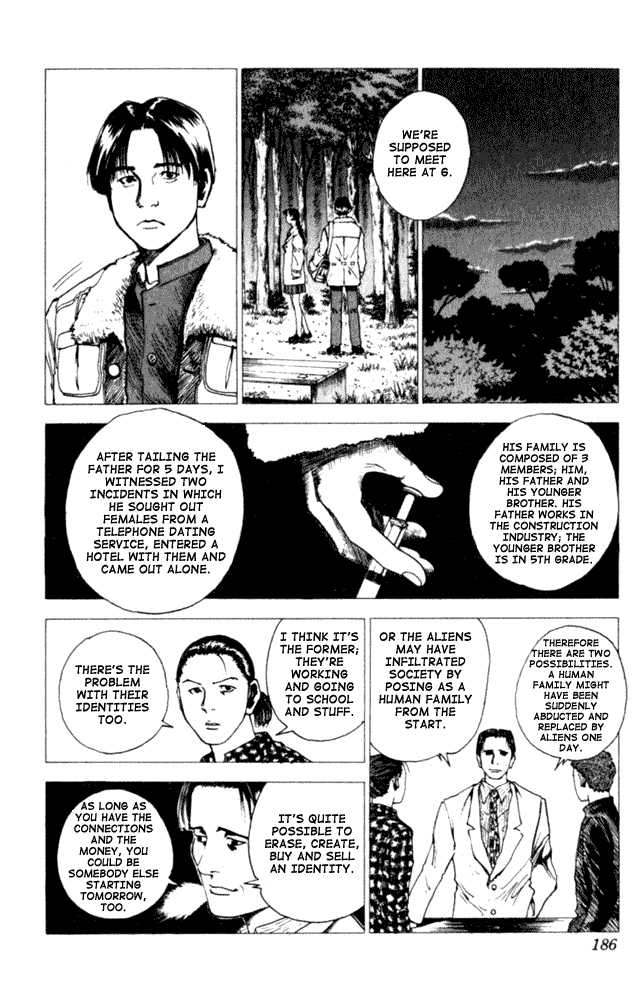 WE'RE
SUPPOSED
TO MEET
HERE AT 6.
HIS FAMILY IS
COMPOSED OF 3
MEMBERS; HIM,
HIS FATHER AND
HIS YOUNGER
BROTHER. HIS
FATHER WORKS IN
THE CONSTRUCTION
INDUSTRY; THE
YOUNGER BROTHER
IS IN 5TH GRADE.
AFTER TAILING THE
FATHER FOR 5 DAYS, I
WITNESSED TWO
INCIDENTS IN WHICH
HE SOUGHT OUT
FEMALES FROM A
TELEPHONE DATING
SERVICE, ENTERED A
HOTEL WITH THEM AND
CAME OUT ALONE.
THEREFORE
THERE ARE TWO
POSSIBILITIES.
A HUMAN
FAMILY MIGHT
HAVE BEEN
SUDDENLY
ABDUCTED AND
REPLACED BY
ALIENS ONE
DAY.
OR THE ALIENS
MAY HAVE
INFILTRATED
SOCIETY BY
POSING AS A
HUMAN FAMILY
FROM THE
START.
I THINK IT'S
THE FORMER;
THEY'RE
WORKING
AND GOING
TO SCHOOL
AND STUFF.
THERE'S THE
PROBLEM
WITH THEIR
IDENTITIES
TOO.
IT'S QUITE
POSSIBLE TO
ERASE, CREATE,
BUY AND SELL
AN IDENTITY.
AS LONG AS
YOU HAVE THE
CONNECTIONS
AND THE
MONEY, YOU
COULD BE
SOMEBODY ELSE
STARTING
TOMORROW,
TOO.
186